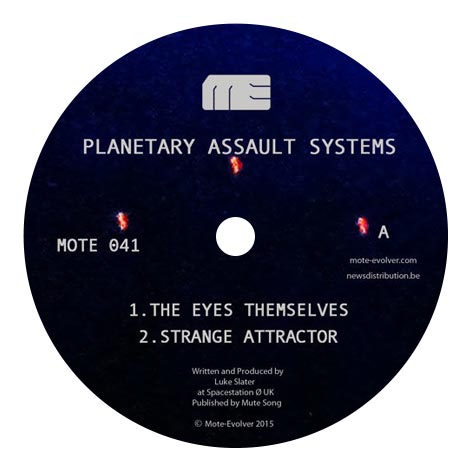 ME
PLANETARY ASSAULT SYSTEMS
MOTE 041
A
mote-evolver.com
newsdistribution.be
1.THE EYES THEMSELVES
2.STRANGE ATTRACTOR
Written and Produced by
Luke Slater
at Spacestation Ø UK
Published by Mute Song
© Mote-Evolver 2015